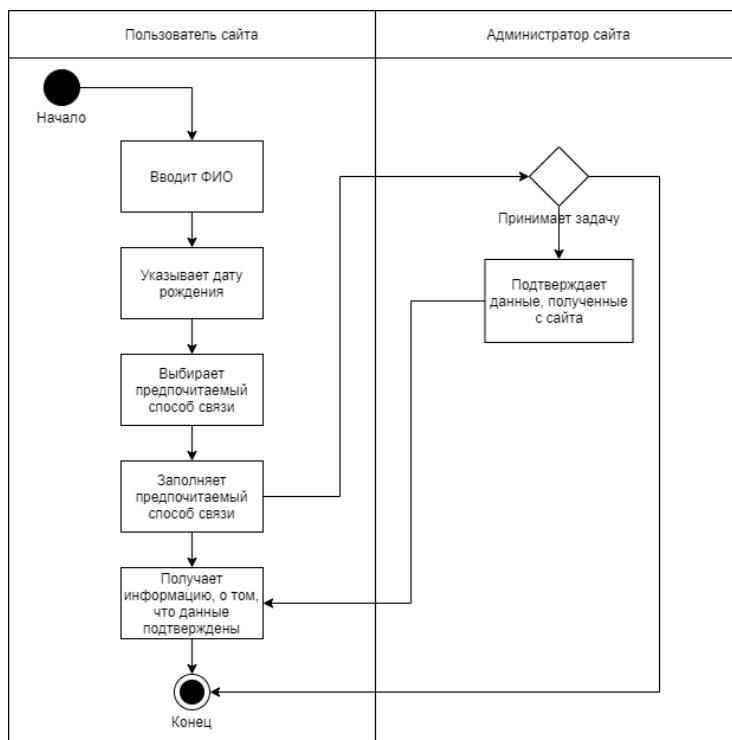 Пользователь сайта
Администратор сайта
Начало
Вводит ФИО
Принимает задачу
Указывает дату
рождения
Подтверждает
данные, полученные
с сайта
Выбирает
предпочитаемый
способ связи
Заполняет
предпочитаемый
способ связи
Получает
информацию, о том,
что данные
подтверждены
Конец